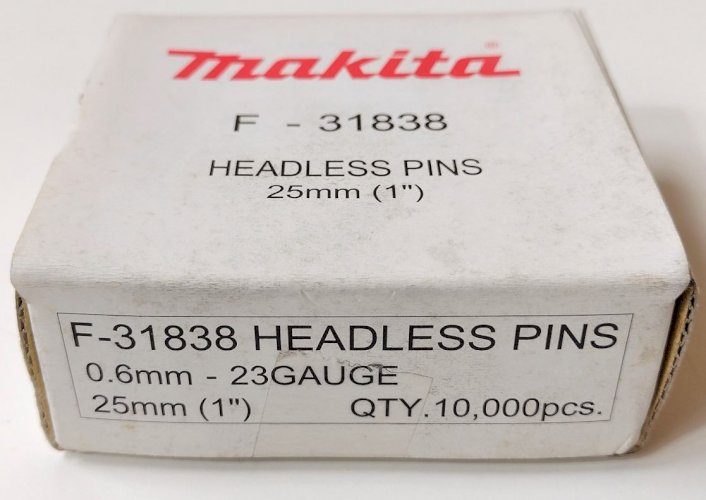 makita®
F - 31838
HEADLESS PINS
25mm (1")
F-31838 HEADLESS PINS
0.6mm - 23GAUGE
25mm (1") QTY.10,000pcs.